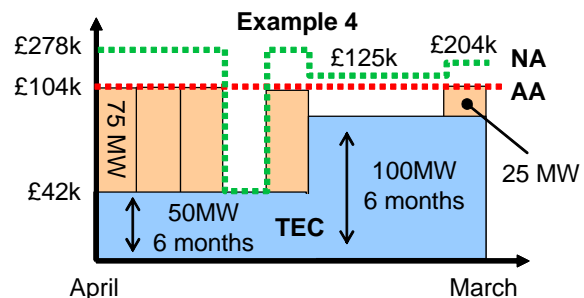 Example 4
£278k
£125k
£204k
NA
£104k
AA
75 MW
25 MW
100MW
6 months
£42k
50MW
6 months
TEC
April
March